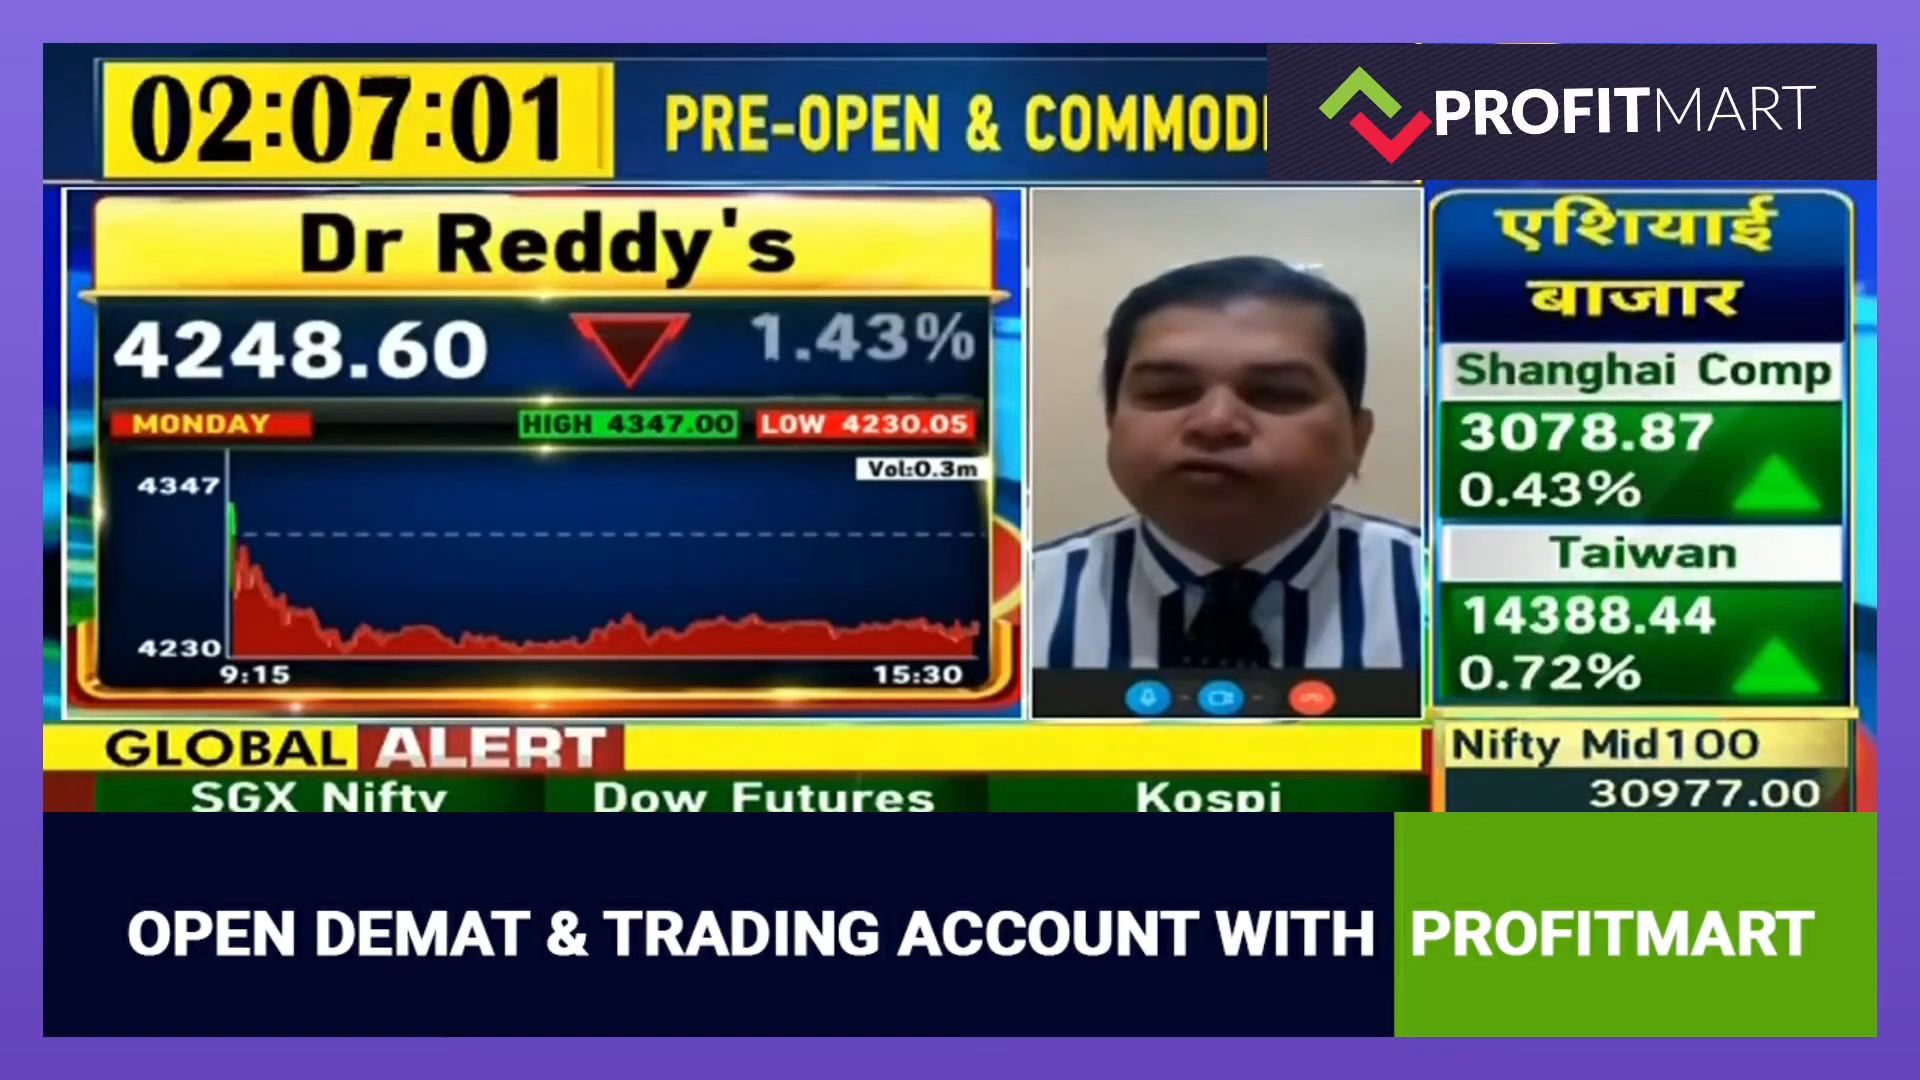 02:07:01
PRE-OPEN & COMMODI
PROFITMART
Dr Reddy's
4248.60
1.43%
MONDAY
HIGH 4347.00
LOW 4230.05
Vol:0.3m
4347
4230
9:15
15:30
एशियाई
बाजार
Shanghai Comp
3078.87
0.43%
Taiwan
14388.44
0.72%
GLOBAL ALERT
SGX Nifty
Dow Futures
Kospi
Nifty Mid100
30977.00
OPEN DEMAT & TRADING ACCOUNT WITH PROFITMART